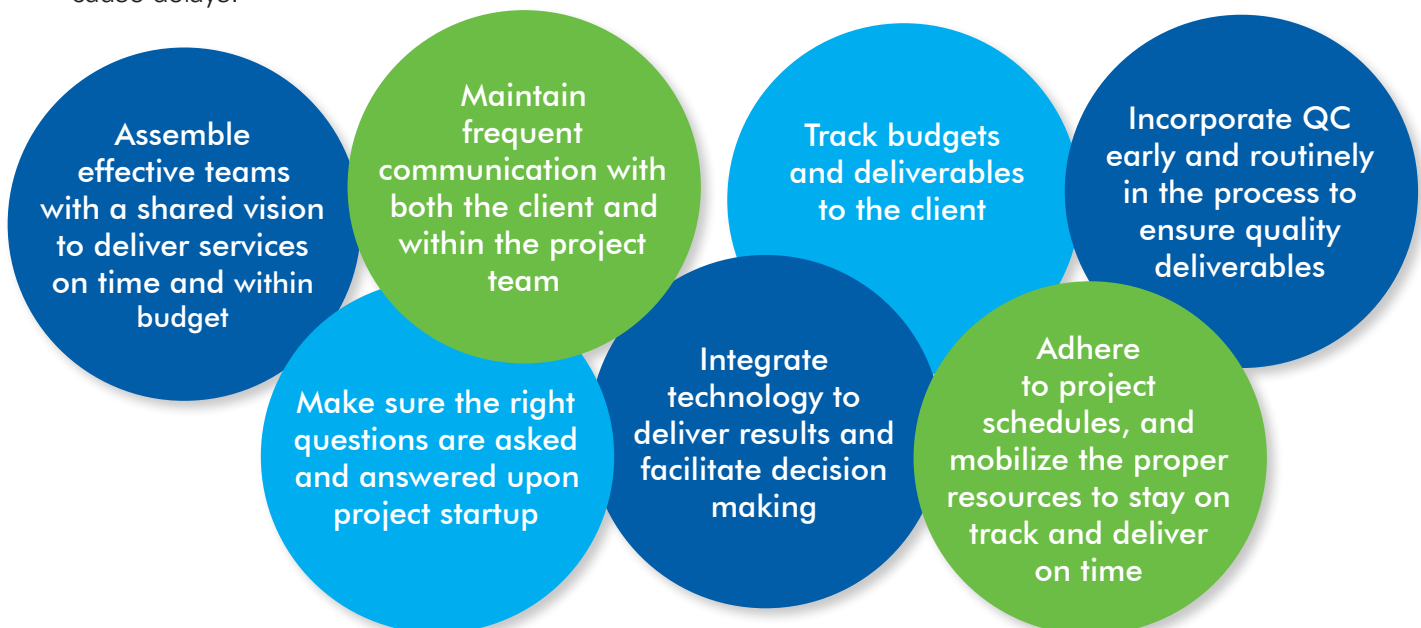 Assemble
effective teams
with a shared vision
to deliver services
on time and within
budget
Make sure the right
questions are asked
and answered upon
project startup
Maintain
frequent
communication with
both the client and
within the project
team
Integrate
technology to
deliver results and
facilitate decision
making
Track budgets
and deliverables
to the client
Adhere
to project
schedules, and
mobilize the proper
resources to stay on
track and deliver
on time
Incorporate QC
early and routinely
in the process to
ensure quality
deliverables